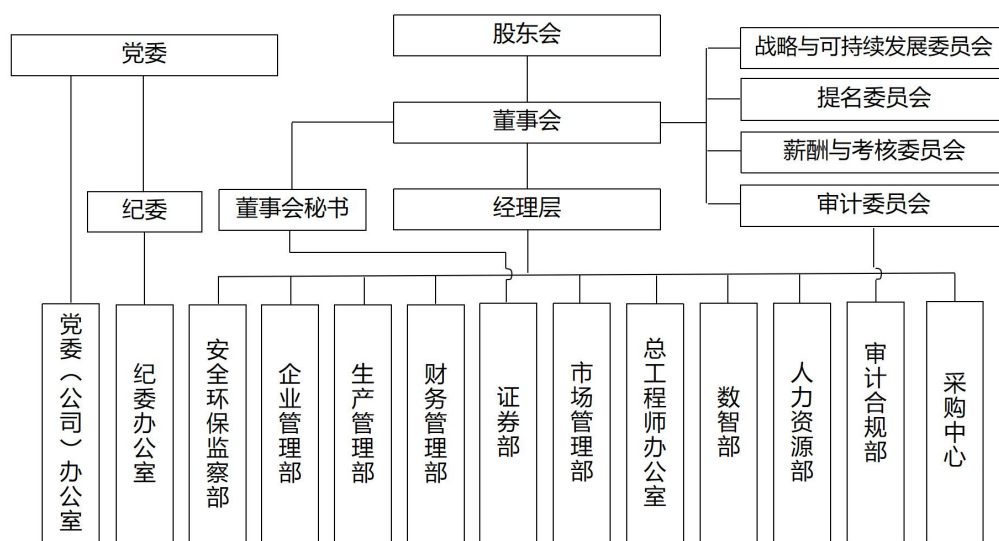 党委
股东会
战略与可持续发展委员会
提名委员会
董事会
薪酬与考核委员会
纪委
董事会秘书
经理层
审计委员会
党委（公司）办公室
纪委办公室
安全环保监察部
企业管理部
生产管理部
财务管理部
证券部
市场管理部
总工程师办公室
数智部
人力资源部
审计合规部
采购中心